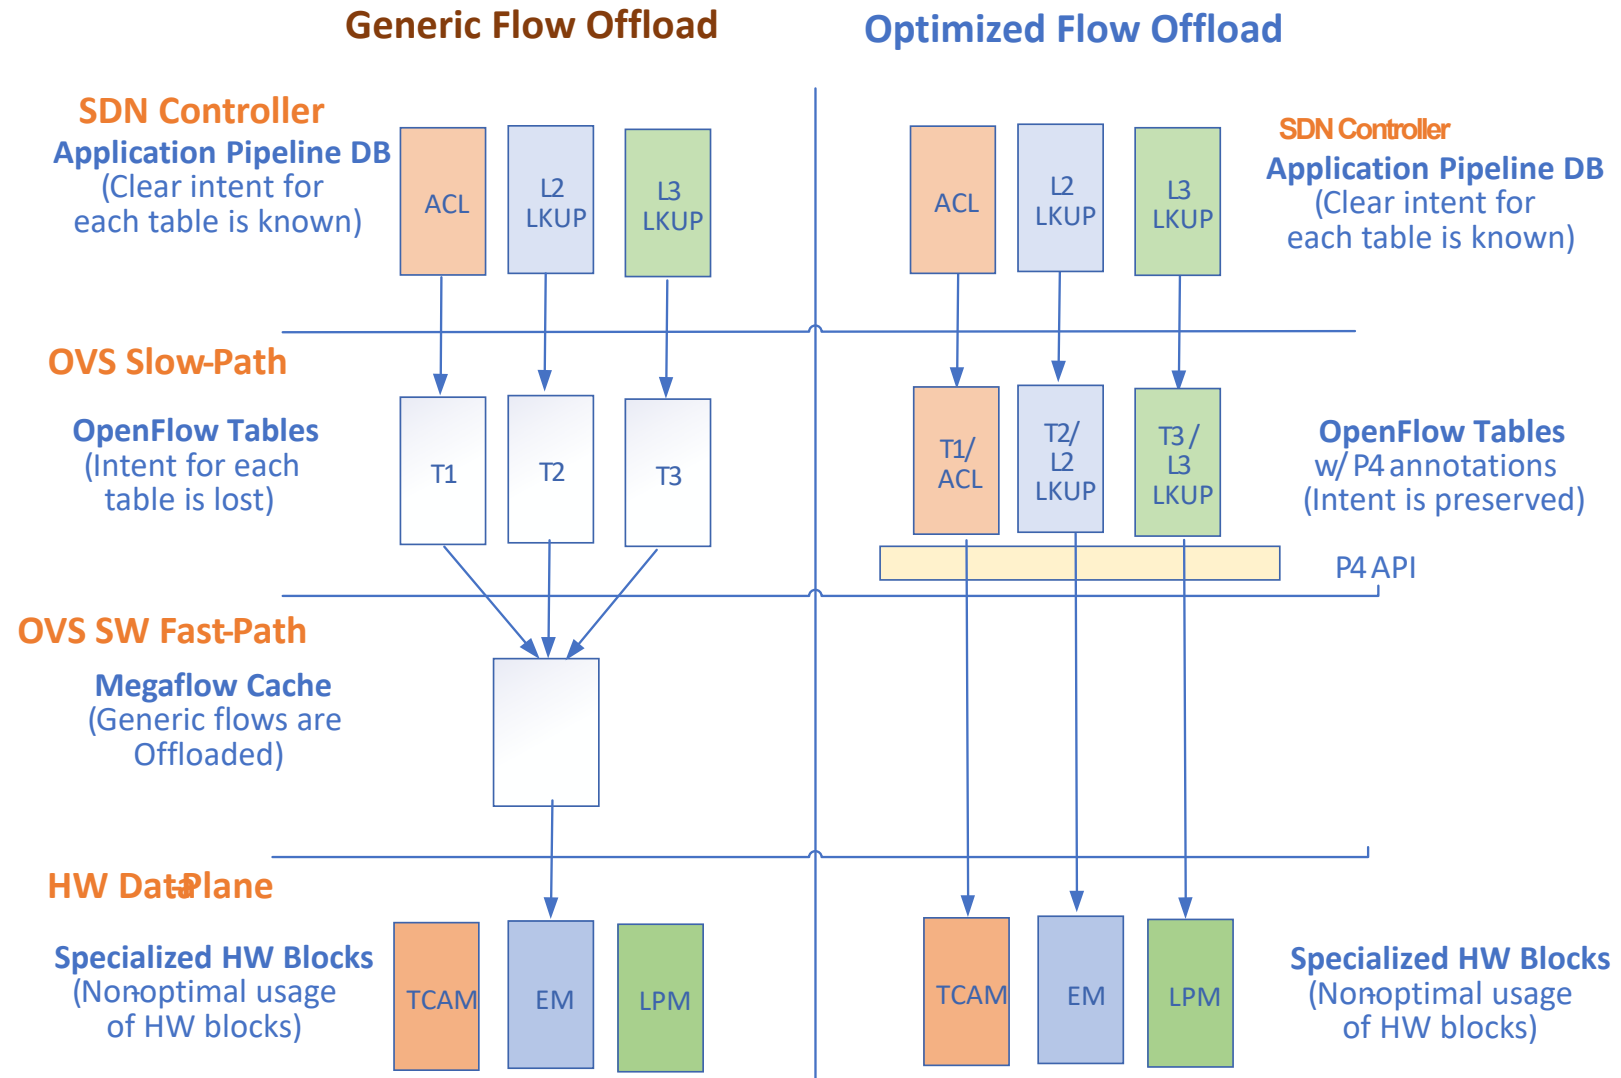 Generic Flow Offload
Optimized Flow Offload
SDN Controller
Application Pipeline DB
(Clear intent for
each table is known)
ACL
L2
LKUP
L3
LKUP
ACL
L2
LKUP
L3
LKUP
SDN Controller
Application Pipeline DB
(Clear intent for
each table is known)
OVS Slow-Path
OpenFlow Tables
(Intent for each
table is lost)
T1
T2
T3
T1/
ACL
T2/
L2
LKUP
T3 /
L3
LKUP
OpenFlow Tables
w/ P4 annotations
(Intent is preserved)
P4 API
OVS SW Fast-Path
Megaflow Cache
(Generic flows are
Offloaded)
HW Data-Plane
Specialized HW Blocks
(Non-optimal usage
of HW blocks)
TCAM
EM
LPM
TCAM
EM
LPM
Specialized HW Blocks
(Non-optimal usage
of HW blocks)